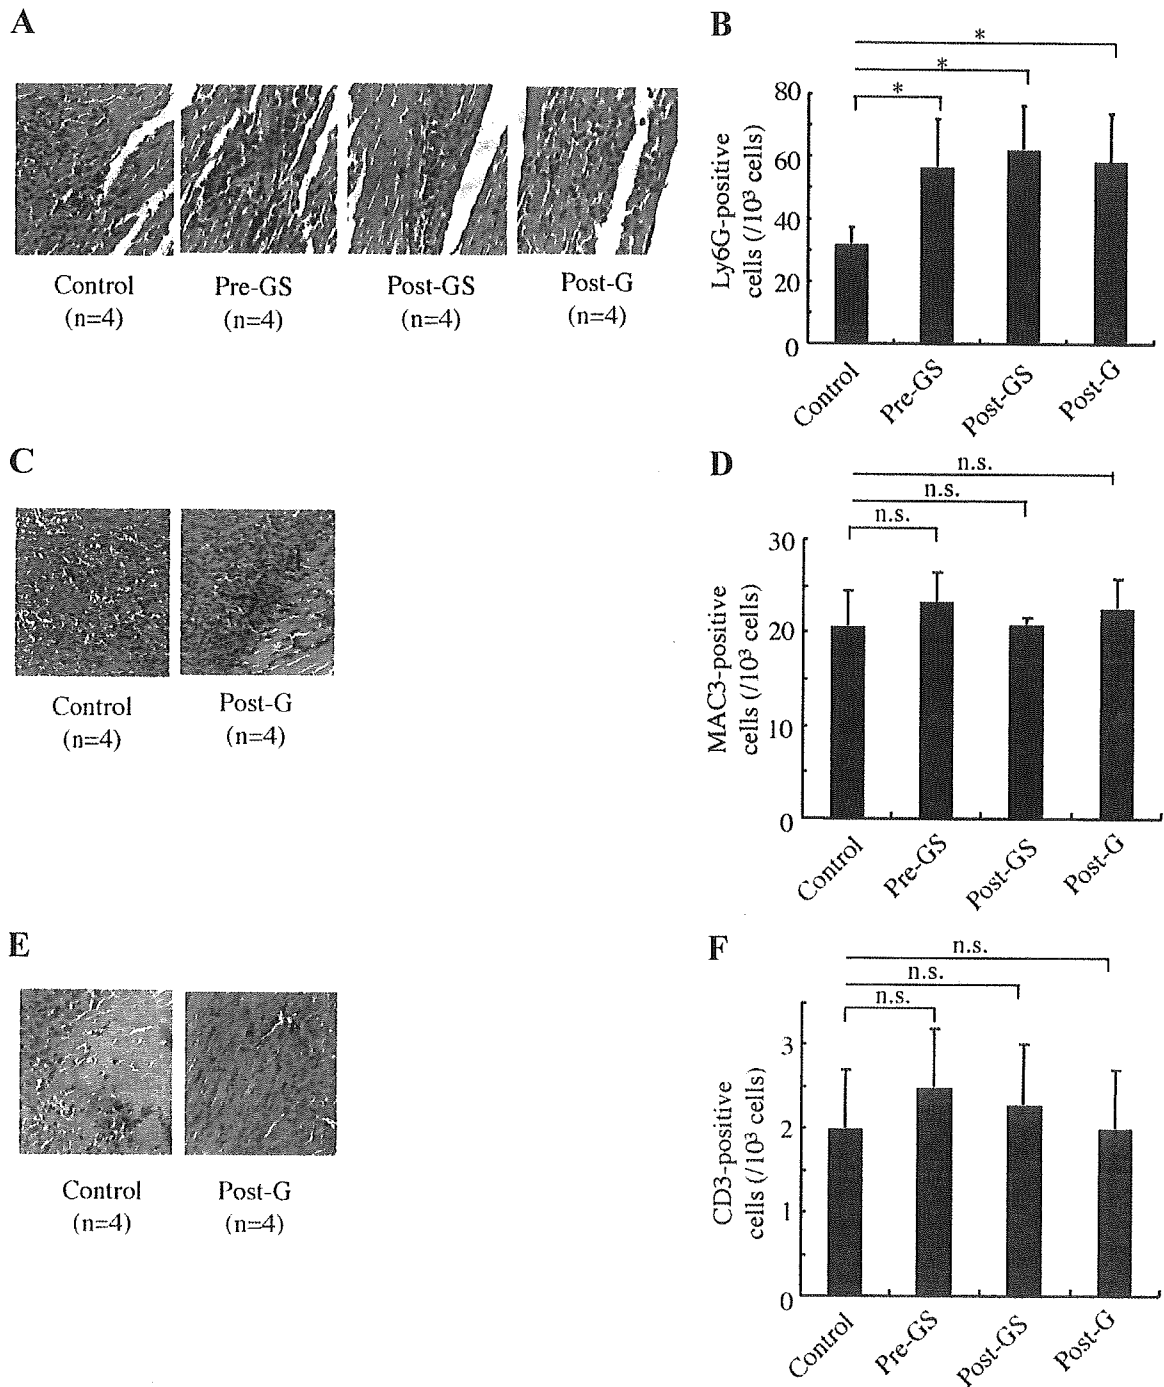 A
Control
(n=4)
Pre-GS
(n=4)
Post-GS
(n=4)
Post-G
(n=4)
B
*
*
*
Ly6G-positive
cells (/10³ cells)
80
60
40
20
0
Control
Pre-GS
Post-GS
Post-G
C
Control
(n=4)
Post-G
(n=4)
D
n.s.
n.s.
n.s.
MAC3-positive
cells (/10³ cells)
30
20
10
0
Control
Pre-GS
Post-GS
Post-G
E
Control
(n=4)
Post-G
(n=4)
F
n.s.
n.s.
n.s.
CD3-positive
cells (/10³ cells)
3
2
1
0
Control
Pre-GS
Post-GS
Post-G